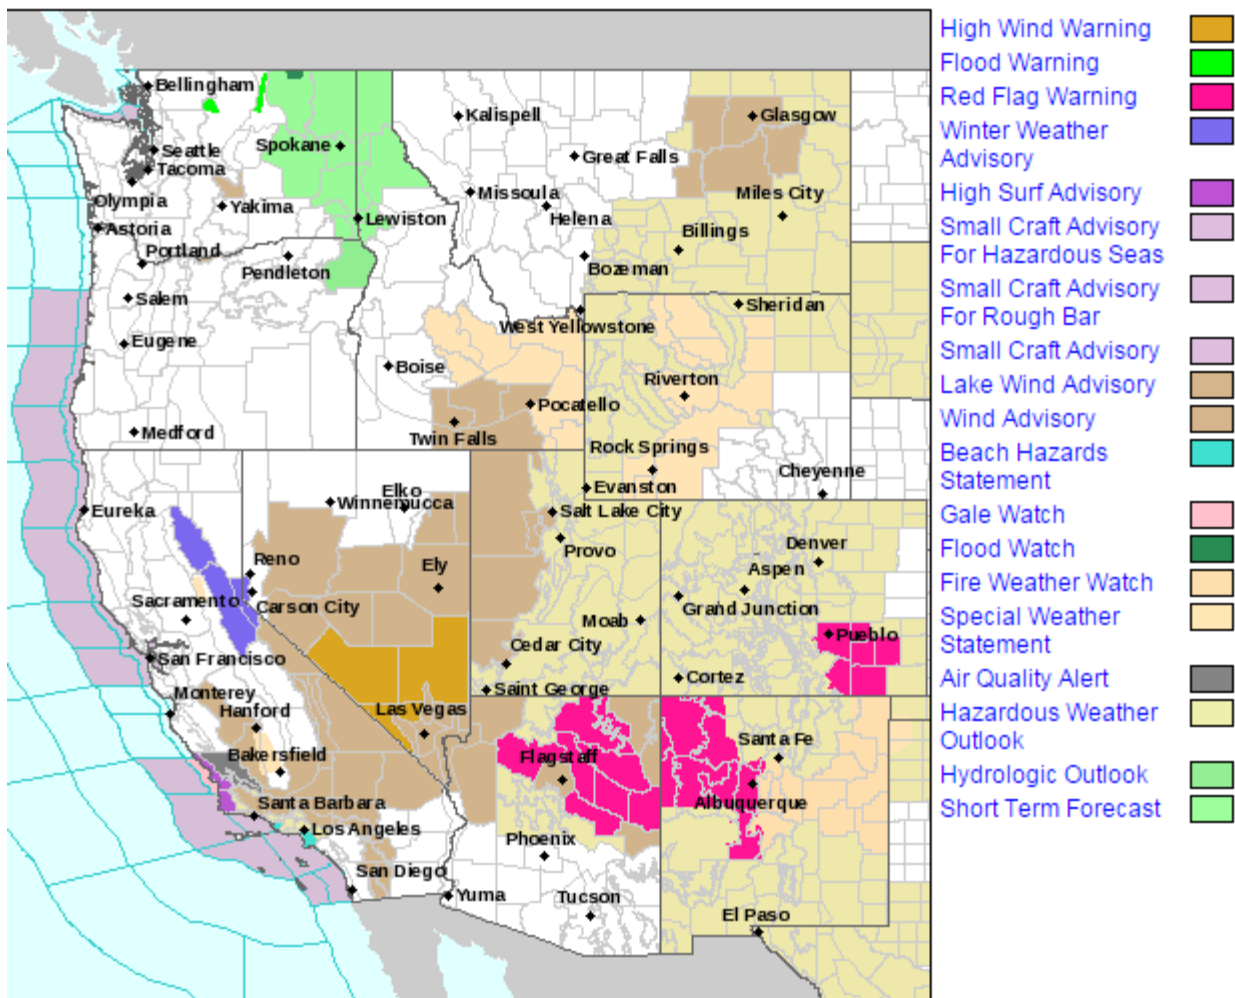 Bellingham
Seattle
Tacoma
Olympia
Yakima
Astoria
Portland
Spokane
Lewiston
Pendleton
Salem
Eugene
Medford
Kalispell
Great Falls
Glasgow
Missoula
Helena
Miles City
Billings
Bozeman
West Yellowstone
Sheridan
Boise
Pocatello
Twin Falls
Riverton
Rock Springs
Evanston
Cheyenne
Eureka
Winnemucca
Elko
Salt Lake City
Provo
Reno
Ely
Carson City
Sacramento
San Francisco
Denver
Aspen
Grand Junction
Moab
Pueblo
Cedar City
Saint George
Cortez
Monterey
Hanford
Las Vegas
Bakersfield
Flagstaff
Santa Fe
Albuquerque
Santa Barbara
Los Angeles
Phoenix
San Diego
Yuma
Tucson
El Paso
High Wind Warning
Flood Warning
Red Flag Warning
Winter Weather
Advisory
High Surf Advisory
Small Craft Advisory
For Hazardous Seas
Small Craft Advisory
For Rough Bar
Small Craft Advisory
Lake Wind Advisory
Wind Advisory
Beach Hazards
Statement
Gale Watch
Flood Watch
Fire Weather Watch
Special Weather
Statement
Air Quality Alert
Hazardous Weather
Outlook
Hydrologic Outlook
Short Term Forecast